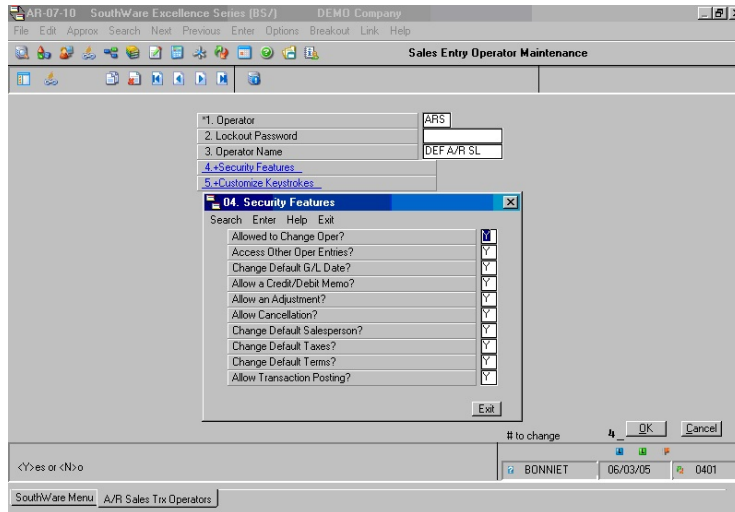 AR-07-10 SouthWare Excellence Series (BS/) DEMO Company
File Edit Approx Search Next Previous Enter Options Breakout Link Help
Sales Entry Operator Maintenance
*1. Operator ARS
2. Lockout Password
3. Operator Name DEF A/R SL
4.+Security Features
5.+Customize Keystrokes
04. Security Features
Search Enter Help Exit
Allowed to Change Oper? Y
Access Other Oper Entries? Y
Change Default G/L Date? Y
Allow a Credit/Debit Memo? Y
Allow an Adjustment? Y
Allow Cancellation? Y
Change Default Salesperson? Y
Change Default Taxes? Y
Change Default Terms? Y
Allow Transaction Posting? Y
Exit
# to change 4_ OK Cancel
<Y>es or <N>o
BONNIET 06/03/05 0401
SouthWare Menu A/R Sales Trx Operators